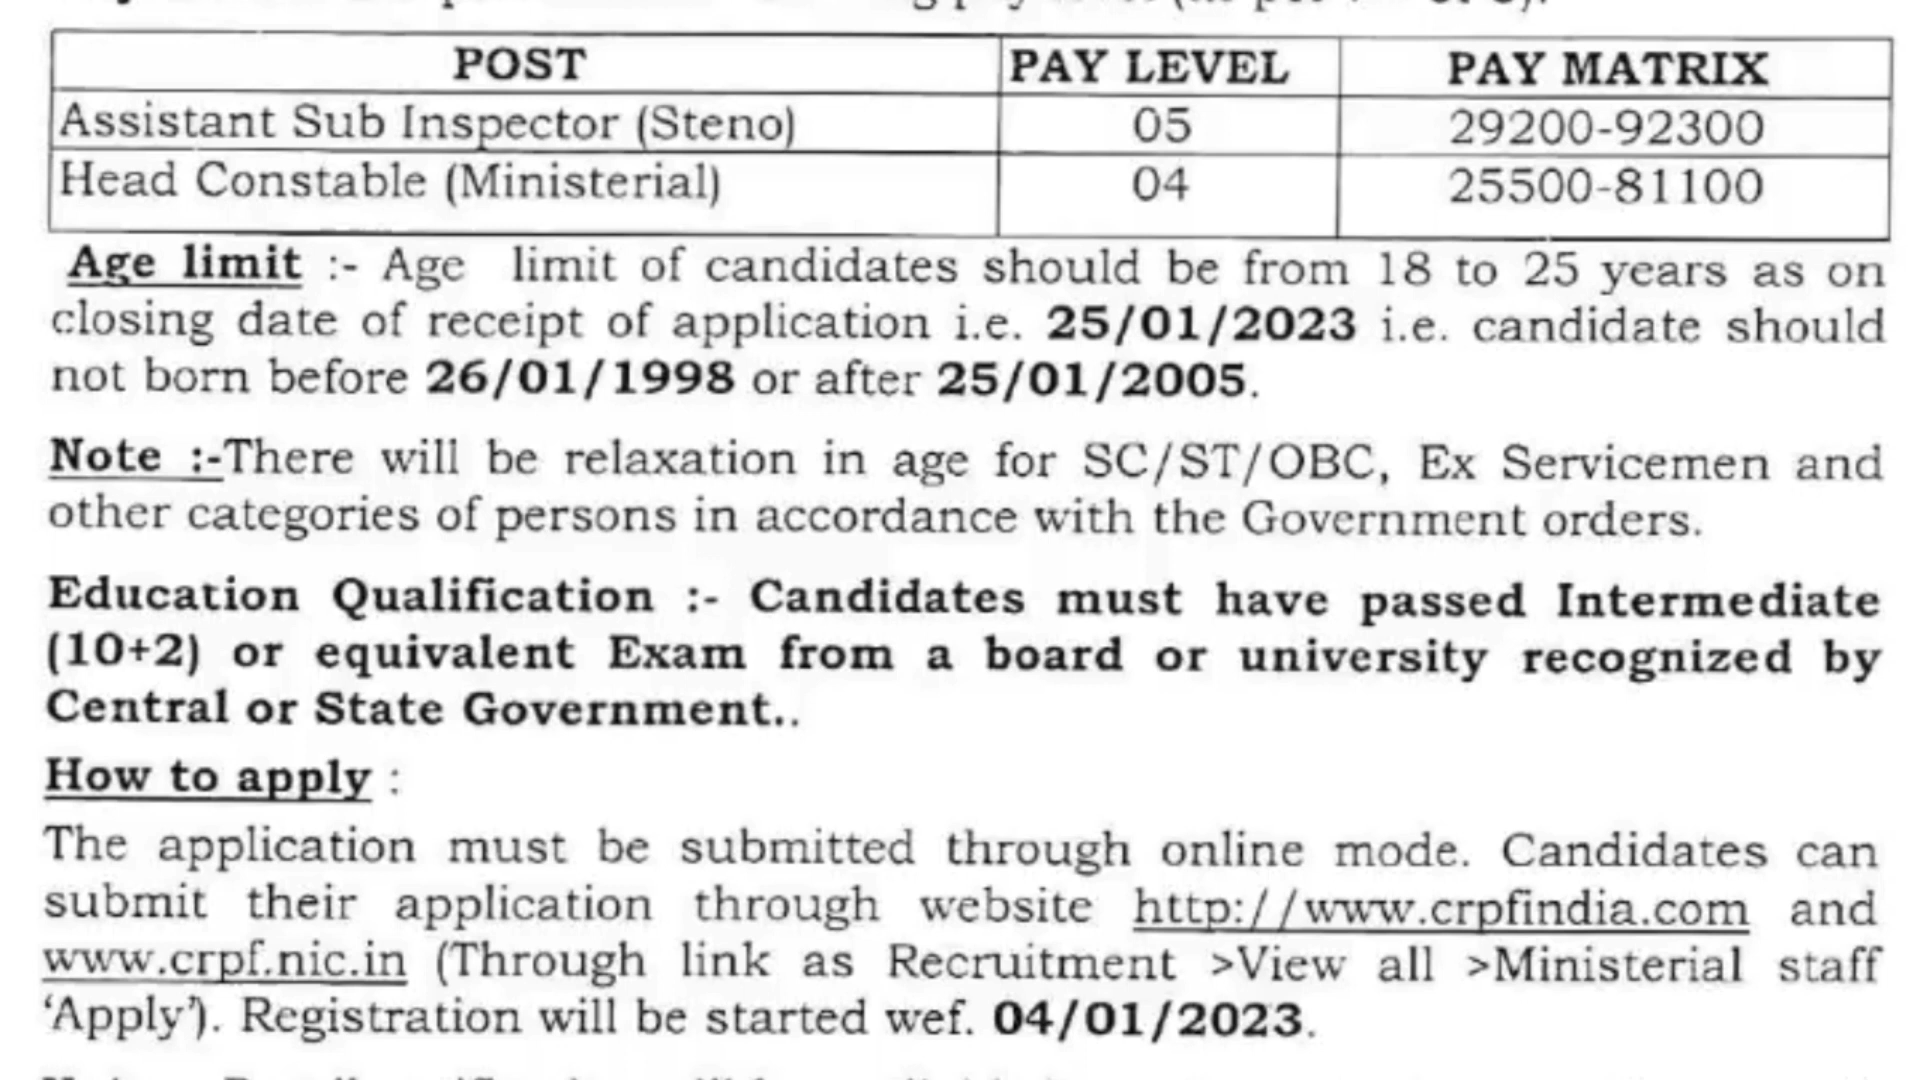 POST PAY LEVEL PAY MATRIX
Assistant Sub Inspector (Steno) 05 29200-92300
Head Constable (Ministerial) 04 25500-81100
Age limit :- Age limit of candidates should be from 18 to 25 years as on
closing date of receipt of application i.e. 25/01/2023 i.e. candidate should
not born before 26/01/1998 or after 25/01/2005.
Note :-There will be relaxation in age for SC/ST/OBC, Ex Servicemen and
other categories of persons in accordance with the Government orders.
Education Qualification :- Candidates must have passed Intermediate
(10+2) or equivalent Exam from a board or university recognized by
Central or State Government..
How to apply :
The application must be submitted through online mode. Candidates can
submit their application through website http://www.crpfindia.com and
www.crpf.nic.in (Through link as Recruitment >View all >Ministerial staff
‘Apply’). Registration will be started wef. 04/01/2023.